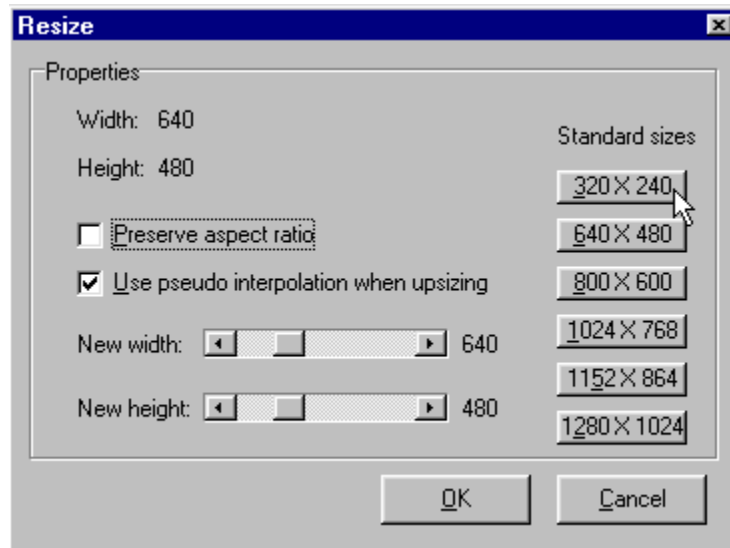 Resize
Properties
Width: 640
Height: 480
Preserve aspect ratio
Use pseudo interpolation when upsizing
New width: 640
New height: 480
Standard sizes
320 X 240
640 X 480
800 X 600
1024 X 768
1152 X 864
1280 X 1024
OK
Cancel